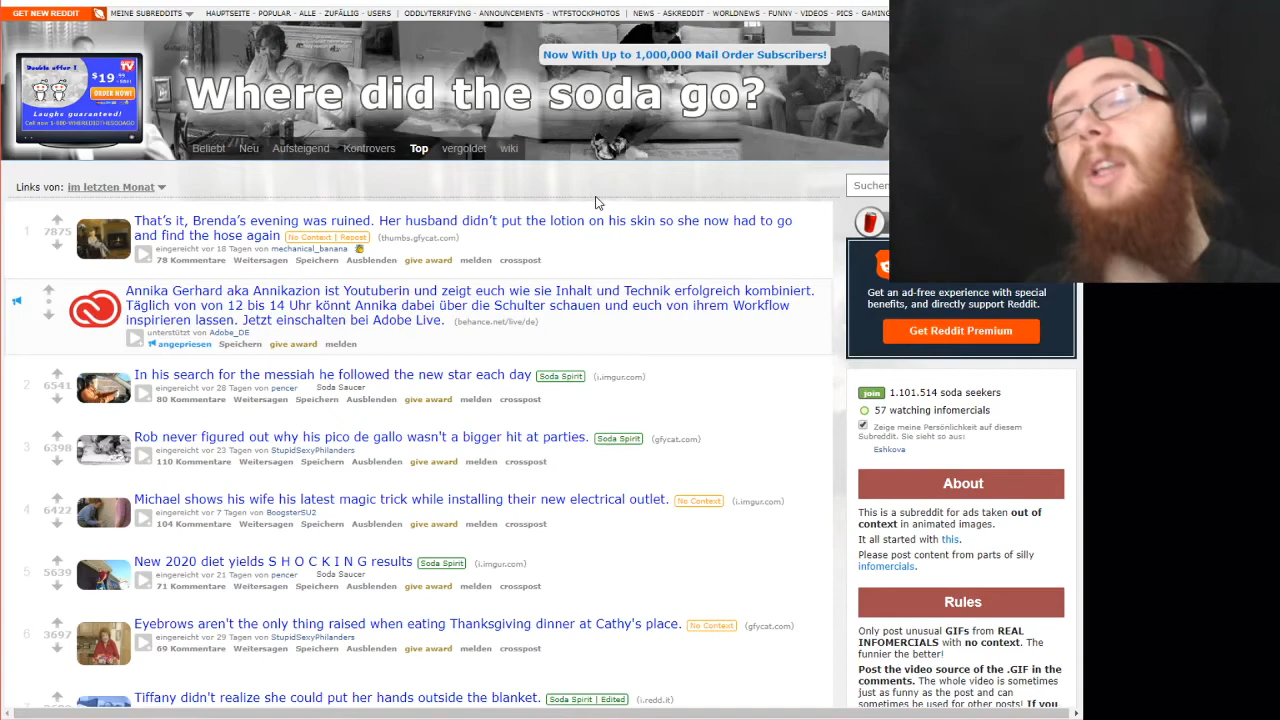 GET NEW REDDIT MEINE SUBREDDITS HAUPTSEITE - POPULAR - ALLE - ZUFÄLLIG - USERS | ODDLYTERRIFYING - ANNOUNCEMENTS - WTFSTOCKPHOTOS | NEWS - ASKREDDIT - WORLDNEWS - FUNNY - VIDEOS - PICS - GAMING
Now With Up to 1,000,000 Mail Order Subscribers!
Double offer!
$19
ORDER NOW!
Laughs guaranteed!
Call now 1-880-WHEREDIDTHESODAGO
Where did the soda go?
Beliebt Neu Aufsteigend Kontrovers Top vergoldet wiki
Links von: im letzten Monat
Suchen
1 7875 That's it, Brenda's evening was ruined. Her husband didn't put the lotion on his skin so she now had to go
and find the hose again No Context | Repost (thumbs.gfycat.com)
eingereicht vor 18 Tagen von mechanical_banana
78 Kommentare Weitersagen Speichern Ausblenden give award melden crosspost
Annika Gerhard aka Annikazion ist Youtuberin und zeigt euch wie sie Inhalt und Technik erfolgreich kombiniert.
Täglich von von 12 bis 14 Uhr könnt Annika dabei über die Schulter schauen und euch von ihrem Workflow
inspirieren lassen. Jetzt einschalten bei Adobe Live. (behance.net/live/de)
unterstützt von Adobe_DE
angepriesen Speichern give award melden
2 6541 In his search for the messiah he followed the new star each day Soda Spirit (i.imgur.com)
eingereicht vor 28 Tagen von pencer Soda Saucer
80 Kommentare Weitersagen Speichern Ausblenden give award melden crosspost
3 6398 Rob never figured out why his pico de gallo wasn't a bigger hit at parties. Soda Spirit (gfycat.com)
eingereicht vor 23 Tagen von StupidSexyPhilanders
110 Kommentare Weitersagen Speichern Ausblenden give award melden crosspost
4 6422 Michael shows his wife his latest magic trick while installing their new electrical outlet. No Context (i.imgur.com)
eingereicht vor 7 Tagen von BoogsterSU2
104 Kommentare Weitersagen Speichern Ausblenden give award melden crosspost
5 5639 New 2020 diet yields S H O C K I N G results Soda Spirit (i.imgur.com)
eingereicht vor 21 Tagen von pencer Soda Saucer
71 Kommentare Weitersagen Speichern Ausblenden give award melden crosspost
6 3697 Eyebrows aren't the only thing raised when eating Thanksgiving dinner at Cathy's place. No Context (gfycat.com)
eingereicht vor 29 Tagen von StupidSexyPhilanders
69 Kommentare Weitersagen Speichern Ausblenden give award melden crosspost
Tiffany didn't realize she could put her hands outside the blanket. Soda Spirit | Edited (i.redd.it)
Get an ad-free experience with special
benefits, and directly support Reddit.
Get Reddit Premium
join 1.101.514 soda seekers
57 watching infomercials
Zeige meine Persönlichkeit auf diesem
Subreddit. Sie sieht so aus:
Eshkova
About
This is a subreddit for ads taken out of
context in animated images.
It all started with this.
Please post content from parts of silly
infomercials.
Rules
Only post unusual GIFs from REAL
INFOMERCIALS with no context. The
funnier the better!
Post the video source of the .GIF in the
comments. The whole video is sometimes
just as funny as the post and can
sometimes be used for other posts! If you